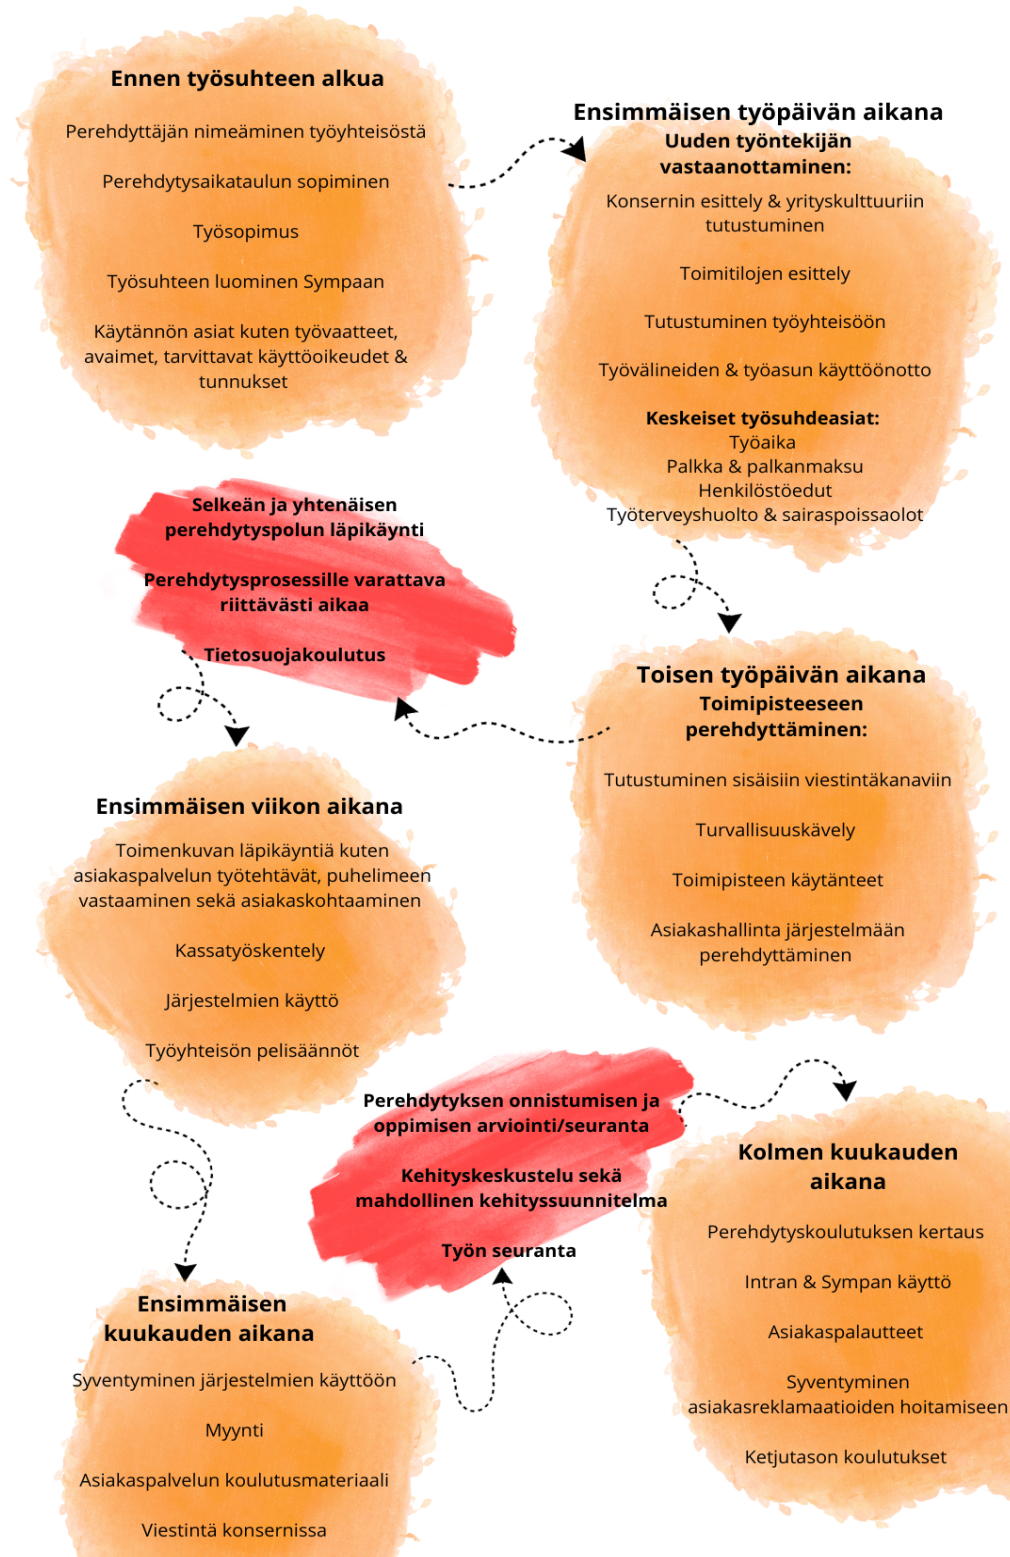 Ennen työsuhteen alkua
Perehdyttäjän nimeäminen työyhteisöstä
Perehdytysaikataulun sopiminen
Työsopimus
Työsuhteen luominen Sympaan
Käytännön asiat kuten työvaatteet,
avaimet, tarvittavat käyttöoikeudet &
tunnukset
Ensimmäisen työpäivän aikana
Uuden työntekijän
vastaanottaminen:
Konsernin esittely & yrityskulttuuriin
tutustuminen
Toimitilojen esittely
Tutustuminen työyhteisöön
Työvälineiden & työasun käyttöönotto
Keskeiset työsuhdeasiat:
Työaika
Palkka & palkanmaksu
Henkilöstöedut
Työterveyshuolto & sairaspoissaolot
Toisen työpäivän aikana
Toimipisteeseen
perehdyttäminen:
Tutustuminen sisäisiin viestintäkanaviin
Turvallisuuskävely
Toimipisteen käytänteet
Asiakashallinta järjestelmään
perehdyttäminen
Selkeän ja yhtenäisen
perehdytyspolun läpikäynti
Perehdytysprosessille varattava
riittävästi aikaa
Tietosuojakoulutus
Ensimmäisen viikon aikana
Toimenkuvan läpikäyntiä kuten
asiakaspalvelun työtehtävät, puhelimeen
vastaaminen sekä asiakaskohtaaminen
Kassatyöskentely
Järjestelmien käyttö
Työyhteisön pelisäännöt
Ensimmäisen
kuukauden aikana
Syventyminen järjestelmien käyttöön
Myynti
Asiakaspalvelun koulutusmateriaali
Viestintä konsernissa
Perehdytyksen onnistumisen ja
oppimisen arviointi/seuranta
Kehityskeskustelu sekä
mahdollinen kehityssuunnitelma
Työn seuranta
Kolmen kuukauden
aikana
Perehdytyskoulutuksen kertaus
Intran & Sympan käyttö
Asiakaspalautteet
Syventyminen
asiakasreklamaatioiden hoitamiseen
Ketjutason koulutukset